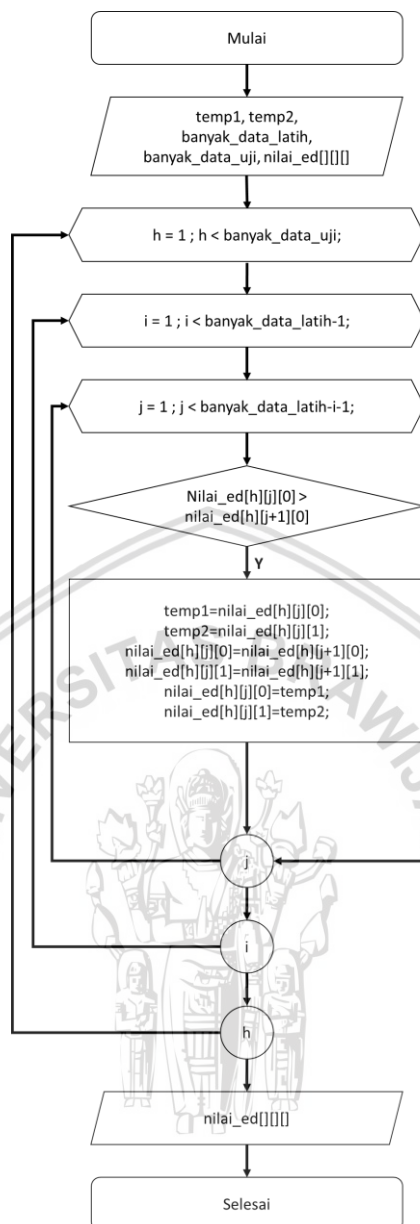 Mulai
temp1, temp2,
banyak_data_latih,
banyak_data_uji, nilai_ed[][][]
h = 1 ; h < banyak_data_uji;
i = 1 ; i < banyak_data_latih-1;
j = 1 ; j < banyak_data_latih-i-1;
Nilai_ed[h][j][0] >
nilai_ed[h][j+1][0]
Y
temp1=nilai_ed[h][j][0];
temp2=nilai_ed[h][j][1];
nilai_ed[h][j][0]=nilai_ed[h][j+1][0];
nilai_ed[h][j][1]=nilai_ed[h][j+1][1];
nilai_ed[h][j][0]=temp1;
nilai_ed[h][j][1]=temp2;
j
i
h
nilai_ed[][][]
Selesai